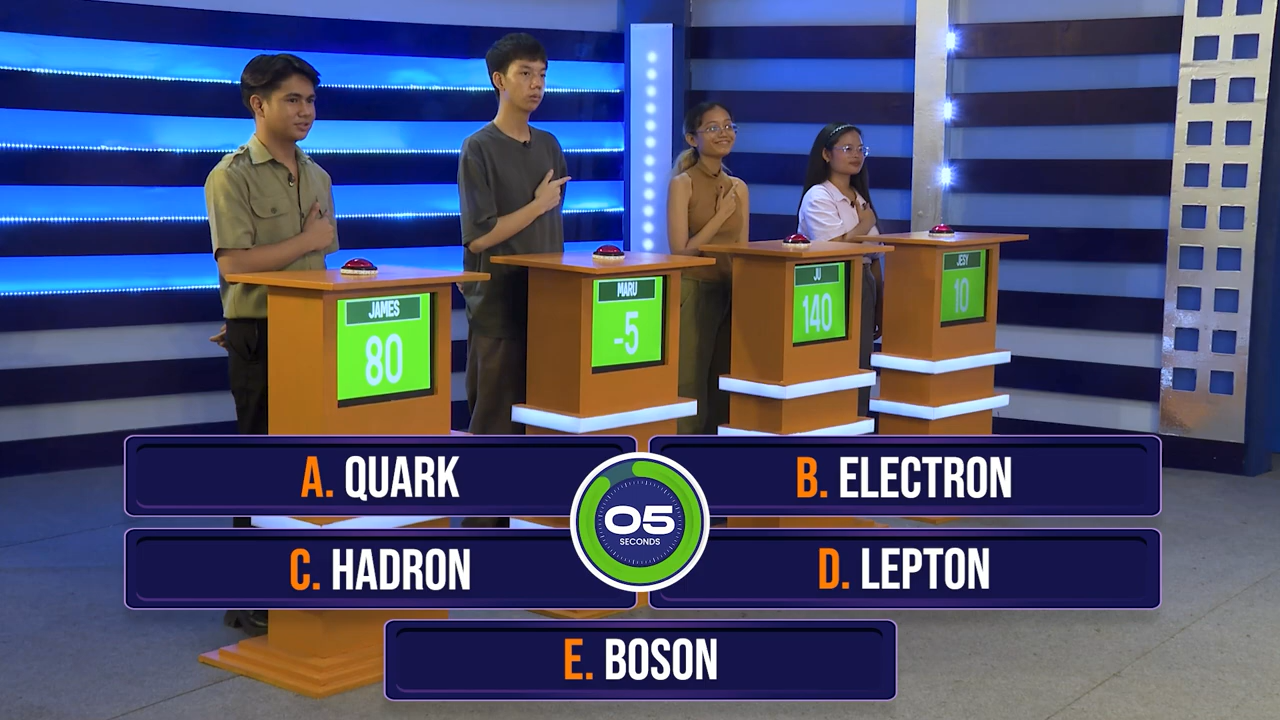 JAMES
80
MARU
-5
JU
140
JESY
10
A. QUARK
B. ELECTRON
05
SECONDS
C. HADRON
D. LEPTON
E. BOSON